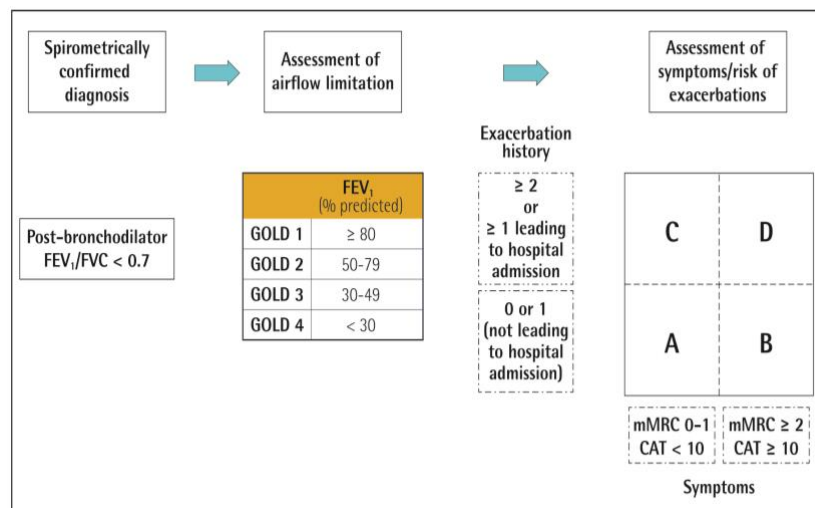 Spirometrically
confirmed
diagnosis
Assessment of
airflow limitation
Assessment of
symptoms/risk of
exacerbations
Post-bronchodilator
FEV₁/FVC < 0.7
FEV₁
(% predicted)
GOLD 1 ≥ 80
GOLD 2 50-79
GOLD 3 30-49
GOLD 4 < 30
Exacerbation
history
≥ 2
or
≥ 1 leading
to hospital
admission
0 or 1
(not leading
to hospital
admission)
C D
A B
mMRC 0-1 mMRC ≥ 2
CAT < 10 CAT ≥ 10
Symptoms